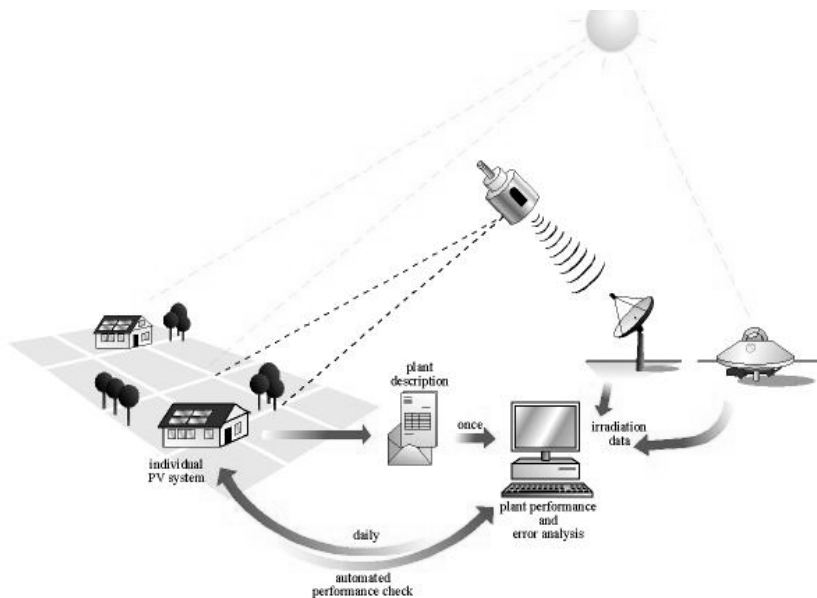 plant
description
once
irradiation
data
individual
PV system
plant performance
and
error analysis
daily
automated
performance check